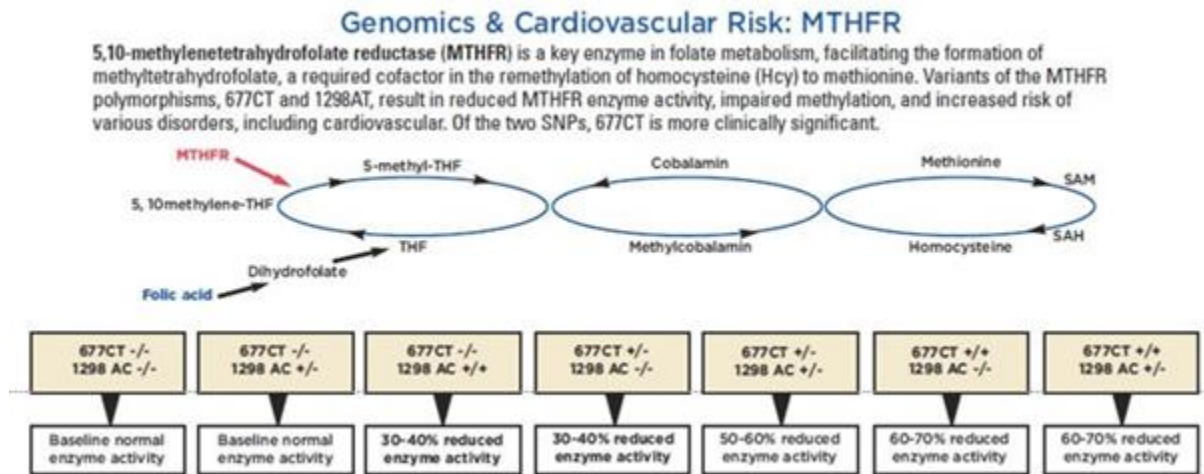 Genomics & Cardiovascular Risk: MTHFR
5,10-methylenetetrahydrofolate reductase (MTHFR) is a key enzyme in folate metabolism, facilitating the formation of
methyltetrahydrofolate, a required cofactor in the remethylation of homocysteine (Hcy) to methionine. Variants of the MTHFR
polymorphisms, 677CT and 1298AT, result in reduced MTHFR enzyme activity, impaired methylation, and increased risk of
various disorders, including cardiovascular. Of the two SNPs, 677CT is more clinically significant.
MTHFR
5-methyl-THF
Cobalamin
Methionine
SAM
5, 10methylene-THF
THF
Methylcobalamin
Homocysteine
SAH
Dihydrofolate
Folic acid
677CT -/-
1298 AC -/-
677CT -/-
1298 AC +/-
677CT -/-
1298 AC +/+
677CT +/-
1298 AC -/-
677CT +/-
1298 AC +/-
677CT +/+
1298 AC -/-
677CT +/+
1298 AC +/-
Baseline normal
enzyme activity
Baseline normal
enzyme activity
30-40% reduced
enzyme activity
30-40% reduced
enzyme activity
50-60% reduced
enzyme activity
60-70% reduced
enzyme activity
60-70% reduced
enzyme activity